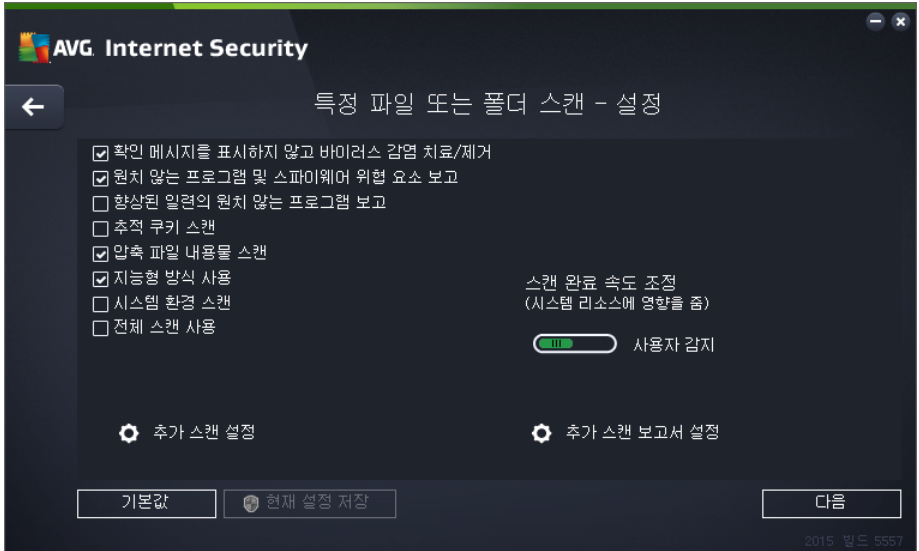 AVG Internet Security
특정 파일 또는 폴더 스캔 - 설정
확인 메시지를 표시하지 않고 바이러스 감염 치료/제거
원치 않는 프로그램 및 스파이웨어 위협 요소 보고
향상된 일련의 원치 않는 프로그램 보고
추적 쿠키 스캔
압축 파일 내용물 스캔
지능형 방식 사용
시스템 환경 스캔
전체 스캔 사용
스캔 완료 속도 조정
(시스템 리소스에 영향을 줌)
사용자 감지
추가 스캔 설정
추가 스캔 보고서 설정
기본값
현재 설정 저장
다음
2015 빌드 5557